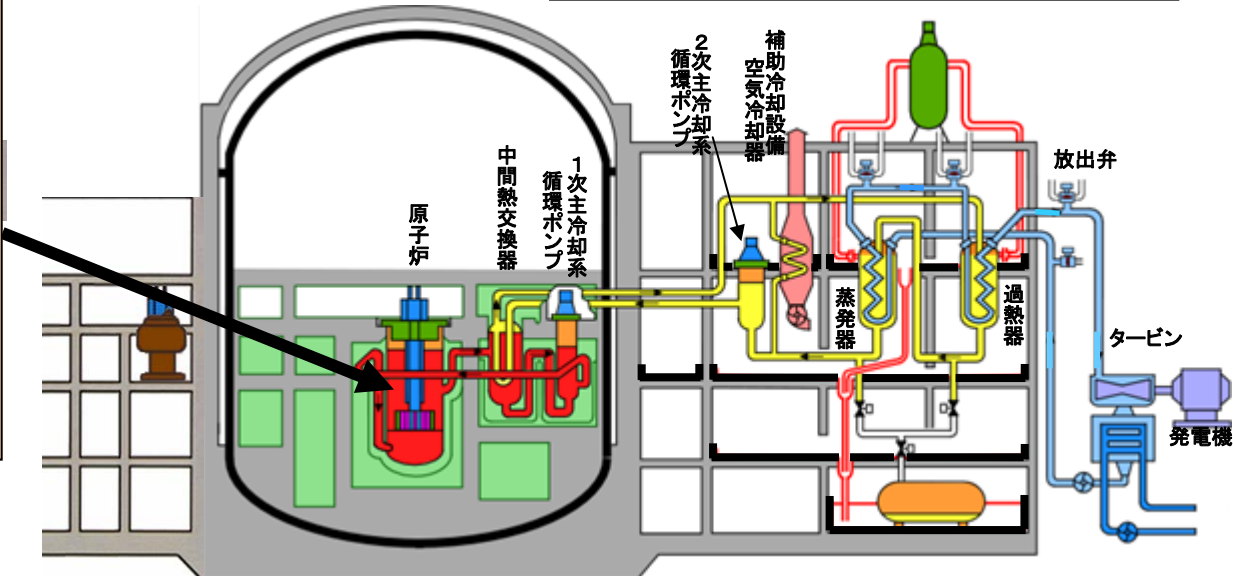 補助冷却設備
空気冷却器
２次主冷却系
循環ポンプ
放出弁
１次主冷却系
循環ポンプ
中間熱交換器
原子炉
蒸発器
過熱器
タービン
発電機